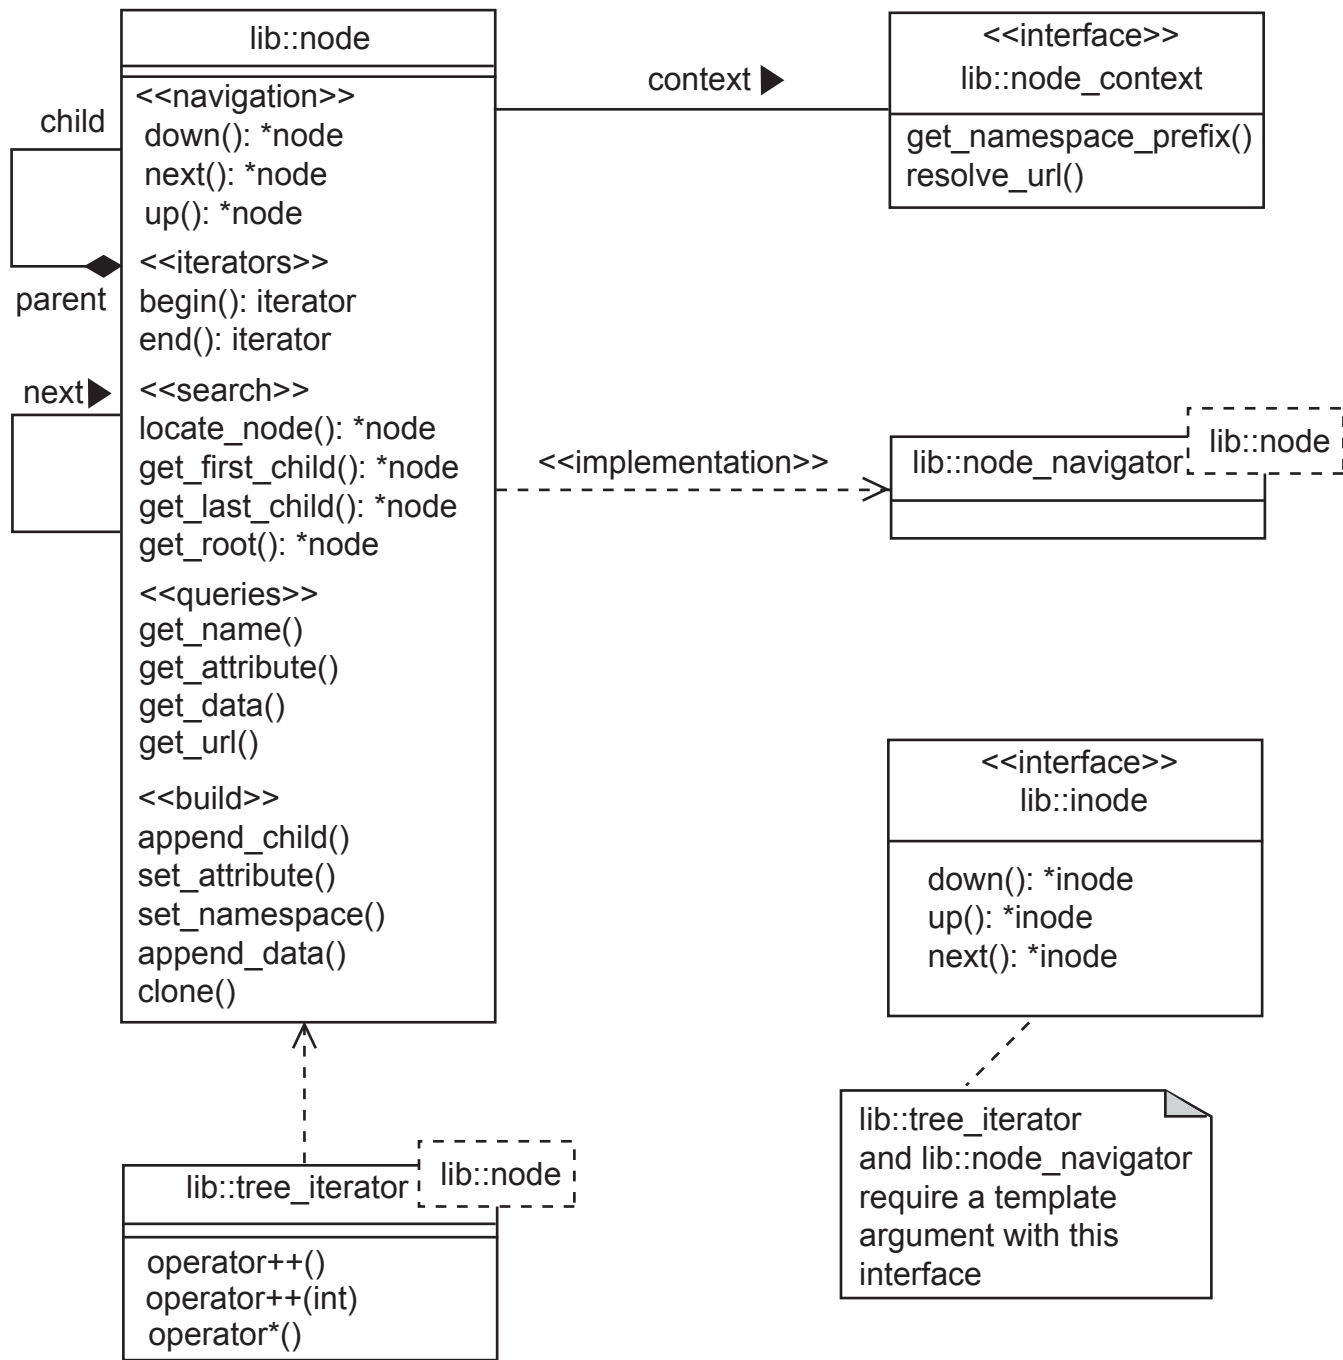 lib::node
<<navigation>>
down(): *node
next(): *node
up(): *node
<<iterators>>
begin(): iterator
end(): iterator
<<search>>
locate_node(): *node
get_first_child(): *node
get_last_child(): *node
get_root(): *node
<<queries>>
get_name()
get_attribute()
get_data()
get_url()
<<build>>
append_child()
set_attribute()
set_namespace()
append_data()
clone()
child
parent
next
context
<<interface>>
lib::node_context
get_namespace_prefix()
resolve_url()
<<implementation>>
lib::node_navigator
lib::node
<<interface>>
lib::inode
down(): *inode
up(): *inode
next(): *inode
lib::tree_iterator
and lib::node_navigator
require a template
argument with this
interface
lib::tree_iterator
lib::node
operator++()
operator++(int)
operator*()